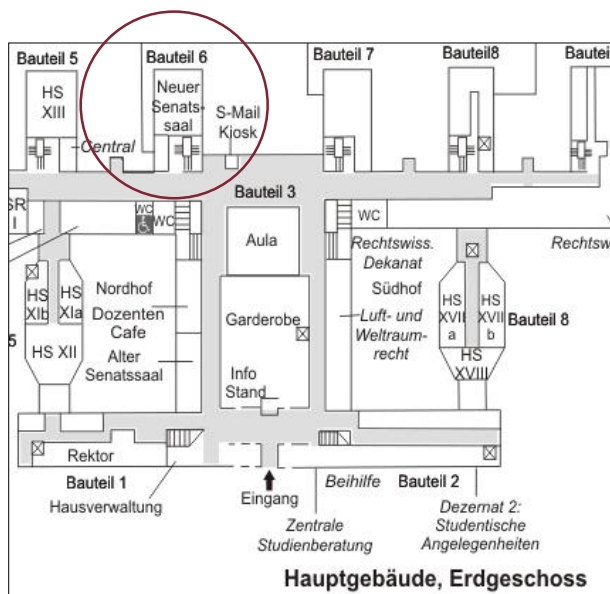 Bauteil 5
Bauteil 6
Bauteil 7
Bauteil8
Bauteil
HS
XIII
Neuer
Senats-
saal
S-Mail
Kiosk
Central
Bauteil 3
SR
I
WC
WC
WC
Aula
Rechtswiss.
Dekanat
Rechtsw
Nordhof
Dozenten
Cafe
Südhof
HS
XIb
HS
XIa
Garderobe
Luft- und
Weltraum-
recht
HS
XVII
a
HS
XVII
b
Bauteil 8
5
HS XII
Alter
Senatssaal
HS
XVIII
Info
Stand
Rektor
Bauteil 1
Hausverwaltung
Eingang
Beihilfe
Bauteil 2
Zentrale
Studienberatung
Dezernat 2:
Studentische
Angelegenheiten
Hauptgebäude, Erdgeschoss